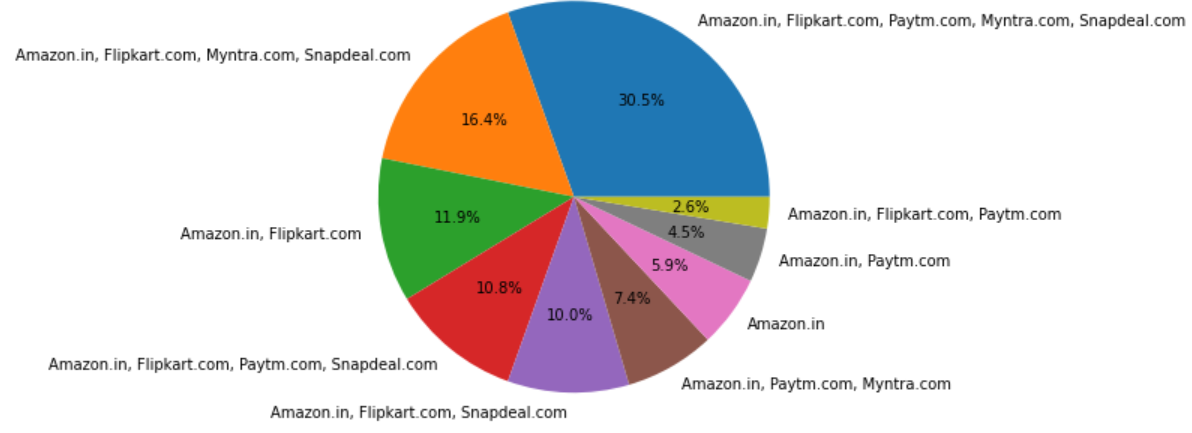 Amazon.in, Flipkart.com, Paytm.com, Myntra.com, Snapdeal.com
Amazon.in, Flipkart.com, Myntra.com, Snapdeal.com
30.5%
16.4%
2.6%
Amazon.in, Flipkart.com, Paytm.com
11.9%
4.5%
Amazon.in, Flipkart.com
Amazon.in, Paytm.com
5.9%
10.8%
7.4%
10.0%
Amazon.in
Amazon.in, Flipkart.com, Paytm.com, Snapdeal.com
Amazon.in, Paytm.com, Myntra.com
Amazon.in, Flipkart.com, Snapdeal.com